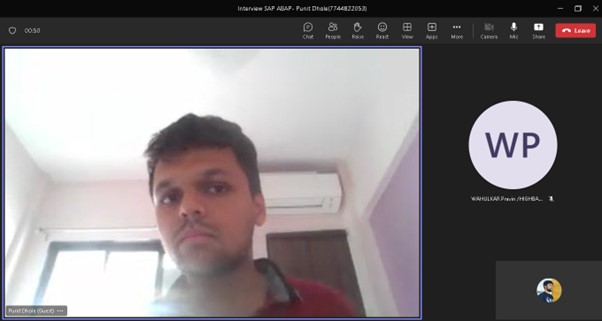 Interview SAP ABAP- Punit Dhole(7744822053)
00:50
Chat
People
Raise
React
View
Apps
More
Camera
Mic
Share
Leave
WP
WAHULKAR Pravin /HIGHBA...
Punit Dhole (Guest)